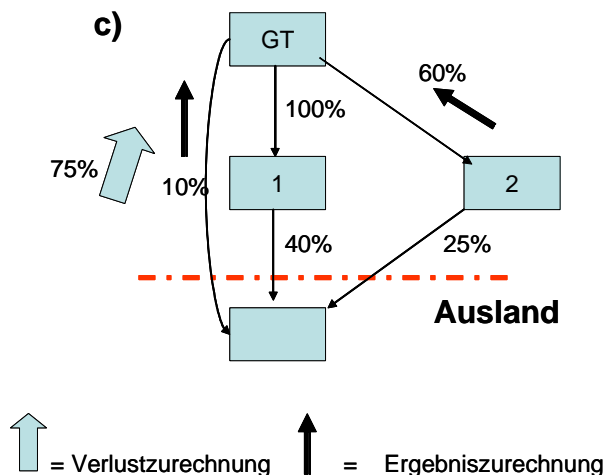 c)
GT
60%
100%
75%
10%
1
2
40%
25%
Ausland
= Verlustzurechnung
= Ergebniszurechnung